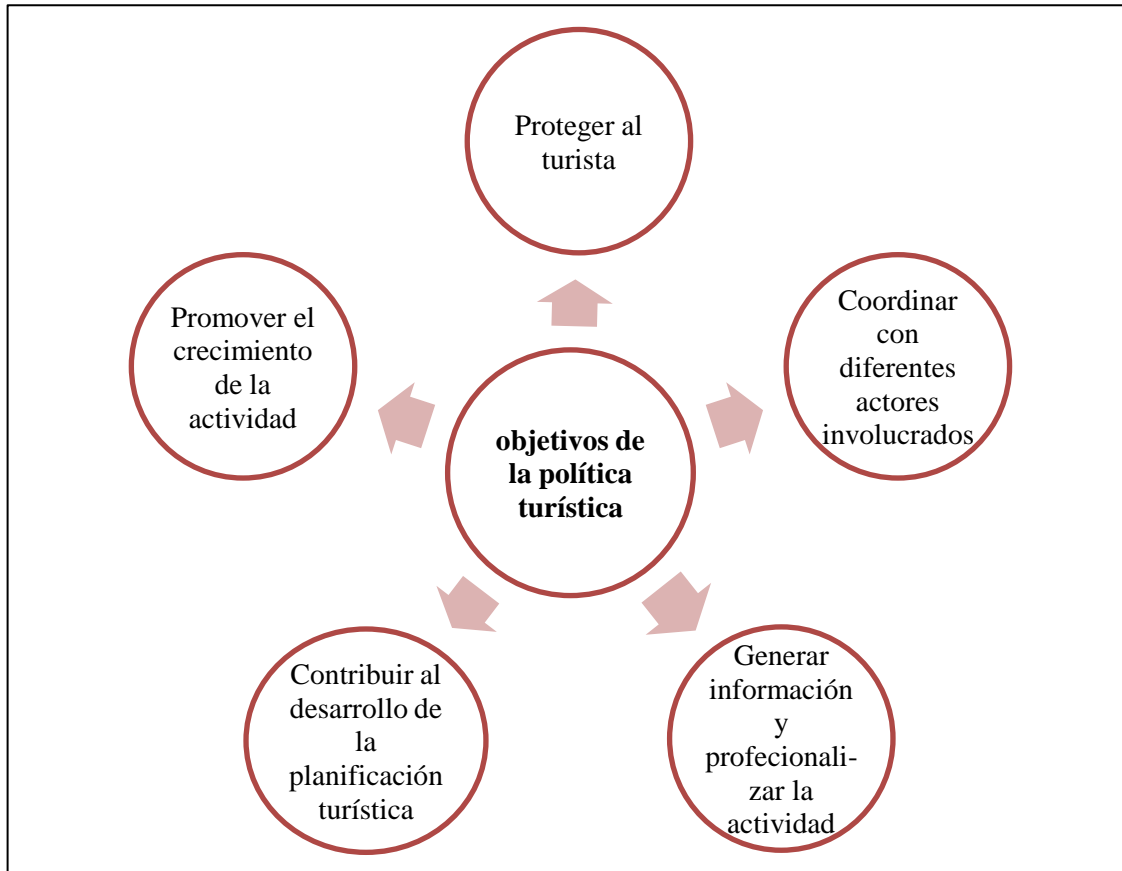 Proteger al
turista
Coordinar
con
diferentes
actores
involucrados
Generar
información
y
profecionali-
zar la
actividad
Contribuir al
desarrollo de
la
planificación
turística
Promover el
crecimiento
de la
actividad
objetivos de
la política
turística